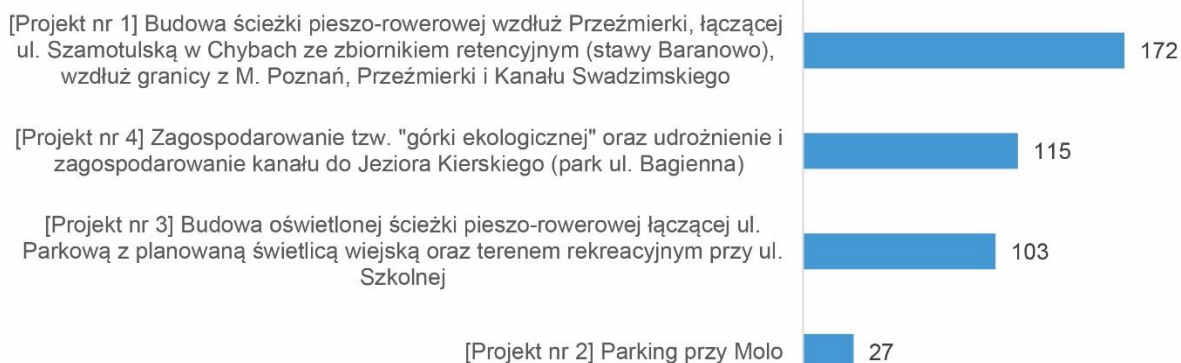 [Projekt nr 1] Budowa ścieżki pieszo-rowerowej wzdłuż Przeźmierki, łączącej
ul. Szamotulską w Chybach ze zbiornikiem retencyjnym (stawy Baranowo),
wzdłuż granicy z M. Poznań, Przeźmierki i Kanału Swadzimskiego
172
[Projekt nr 4] Zagospodarowanie tzw. "górki ekologicznej" oraz udrożnienie i
zagospodarowanie kanału do Jeziora Kierskiego (park ul. Bagienna)
115
[Projekt nr 3] Budowa oświetlonej ścieżki pieszo-rowerowej łączącej ul.
Parkową z planowaną świetlicą wiejską oraz terenem rekreacyjnym przy ul.
Szkolnej
103
[Projekt nr 2] Parking przy Molo
27